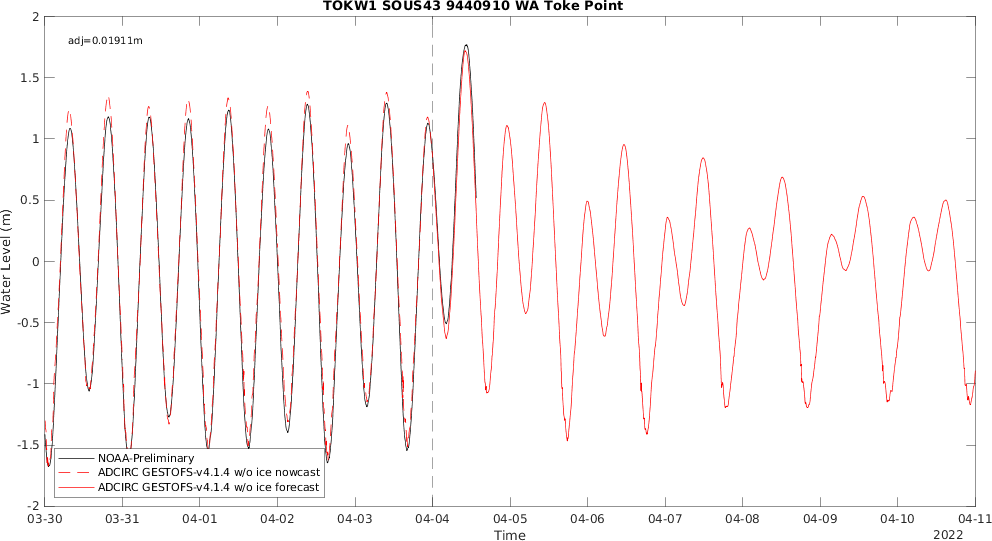 TOKW1 SOUS43 9440910 WA Toke Point
adj=0.01911m
2
1.5
1
0.5
0
-0.5
-1
-1.5
-2
Water Level (m)
NOAA-Preliminary
ADCIRC GESTOFS-v4.1.4 w/o ice nowcast
ADCIRC GESTOFS-v4.1.4 w/o ice forecast
03-30 03-31 04-01 04-02 04-03 04-04 04-05 04-06 04-07 04-08 04-09 04-10 04-11
Time
2022